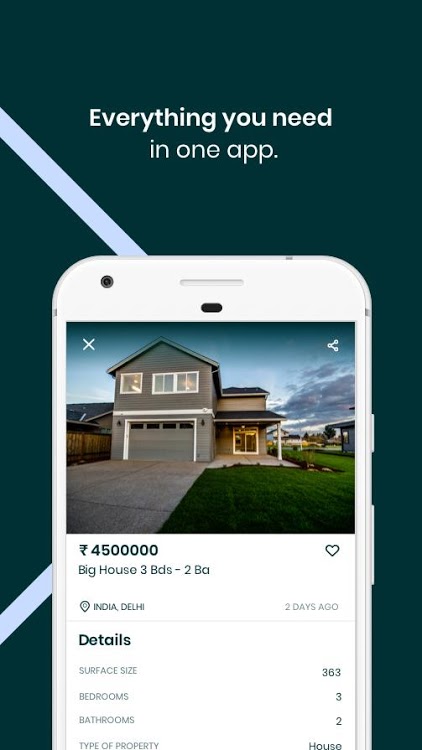 Everything you need
in one app.
₹ 4500000
Big House 3 Bds - 2 Ba
INDIA, DELHI 2 DAYS AGO
Details
SURFACE SIZE 363
BEDROOMS 3
BATHROOMS 2
TYPE OF PROPERTY House